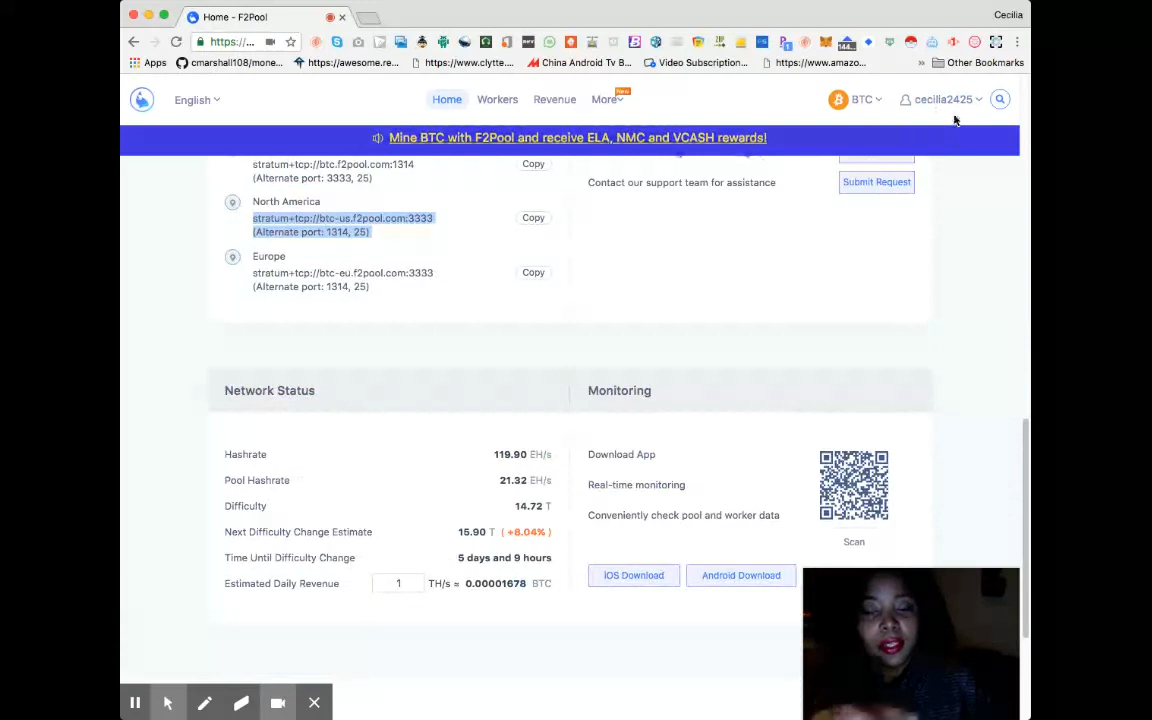 Home - F2Pool
Cecilia
https://...
144...
Apps
cmarshall108/mone...
https://awesome.re...
https://www.clytte....
China Android Tv B...
Video Subscription...
https://www.amazo...
»
Other Bookmarks
English
Home
Workers
Revenue
More
New
BTC
cecilia2425
Mine BTC with F2Pool and receive ELA, NMC and VCASH rewards!
stratum+tcp://btc.f2pool.com:1314
Copy
(Alternate port: 3333, 25)
Contact our support team for assistance
Submit Request
North America
stratum+tcp://btc-us.f2pool.com:3333
Copy
(Alternate port: 1314, 25)
Europe
stratum+tcp://btc-eu.f2pool.com:3333
Copy
(Alternate port: 1314, 25)
Network Status
Monitoring
Hashrate
119.90 EH/s
Download App
Pool Hashrate
21.32 EH/s
Real-time monitoring
Difficulty
14.72 T
Conveniently check pool and worker data
Next Difficulty Change Estimate
15.90 T ( +8.04% )
Scan
Time Until Difficulty Change
5 days and 9 hours
Estimated Daily Revenue
1
TH/s ≈ 0.00001678 BTC
iOS Download
Android Download